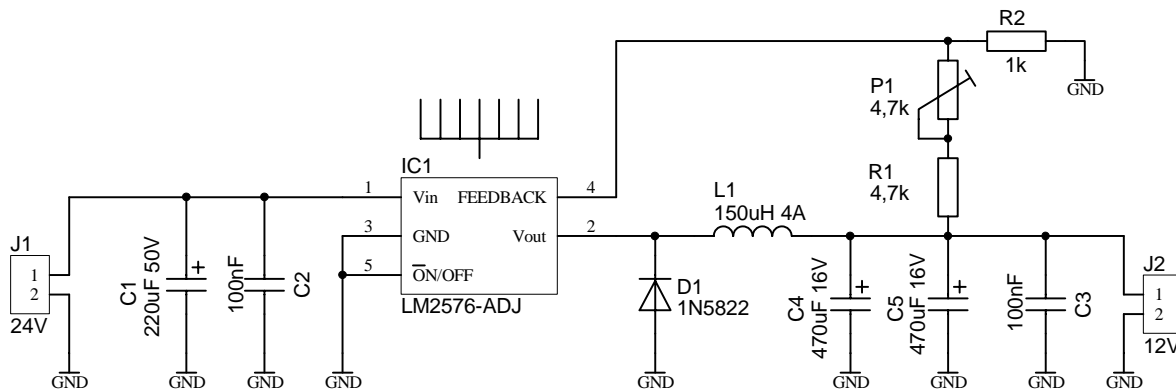 R2
1k
GND
P1
4,7k
R1
4,7k
IC1
1 Vin FEEDBACK 4
3 GND Vout 2
5 ON/OFF
LM2576-ADJ
L1
150uH 4A
J1
1
2
24V
C1
220uF 50V
+
100nF
C2
D1
1N5822
C4
470uF 16V
+
C5
470uF 16V
+
100nF
C3
J2
1
2
12V
GND
GND
GND
GND
GND
GND
GND
GND
GND